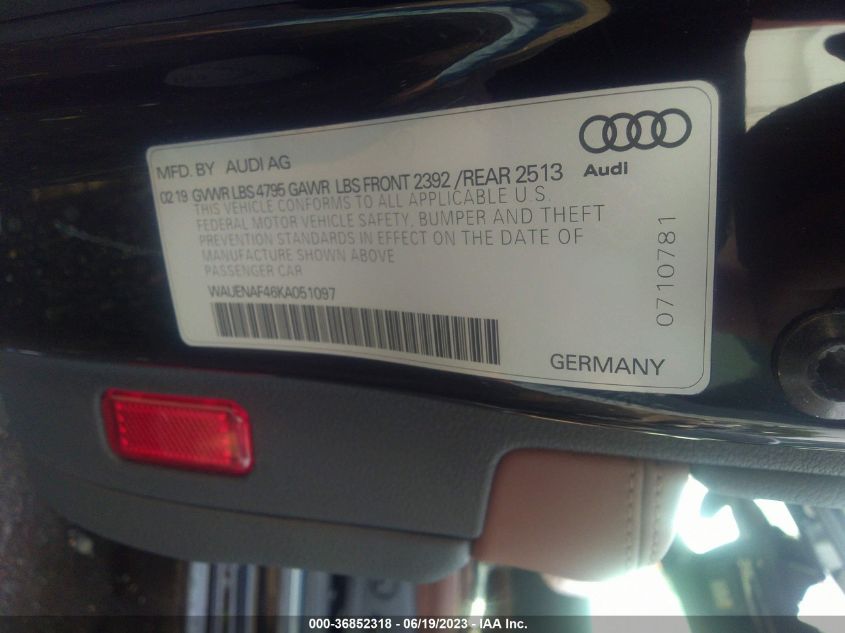 MFD. BY AUDI AG
Audi
02 19 GVWR LBS 4795 GAWR LBS FRONT 2392 / REAR 2513
THIS VEHICLE CONFORMS TO ALL APPLICABLE U.S.
FEDERAL MOTOR VEHICLE SAFETY, BUMPER AND THEFT
PREVENTION STANDARDS IN EFFECT ON THE DATE OF
MANUFACTURE SHOWN ABOVE
PASSENGER CAR
WAUENAF46KA051097
0710781
GERMANY
000-36852318 - 06/19/2023 - IAA Inc.